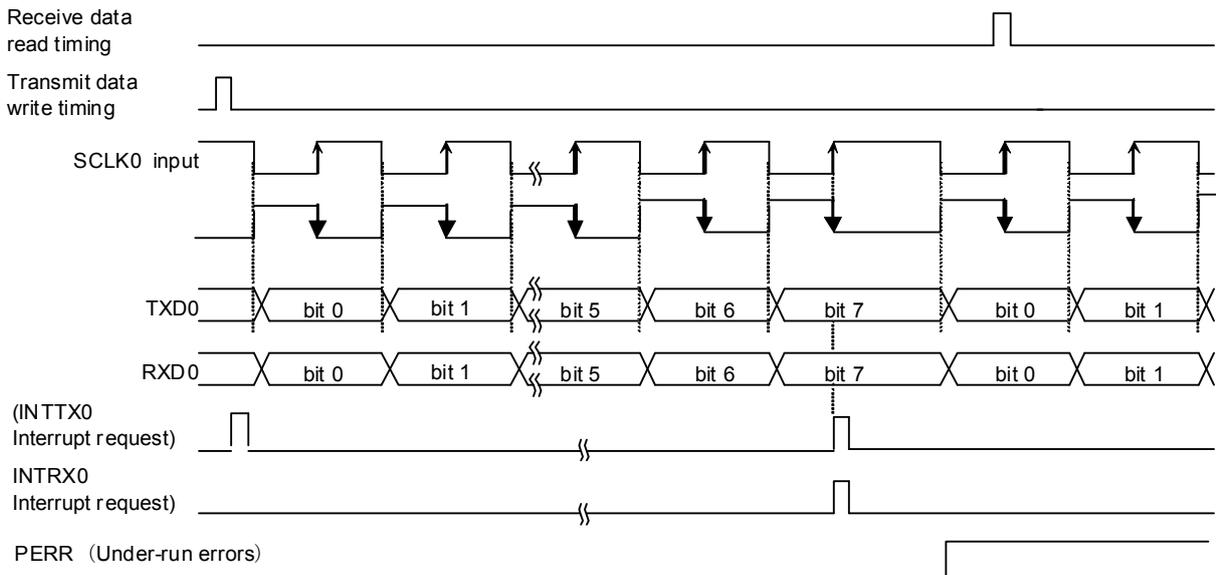 Receive data
read timing
Transmit data
write timing
SCLK0 input
TXD0 bit 0 bit 1 bit 5 bit 6 bit 7 bit 0 bit 1
RXD0 bit 0 bit 1 bit 5 bit 6 bit 7 bit 0 bit 1
(INTTX0
Interrupt request)
INTRX0
Interrupt request)
PERR （Under-run errors）